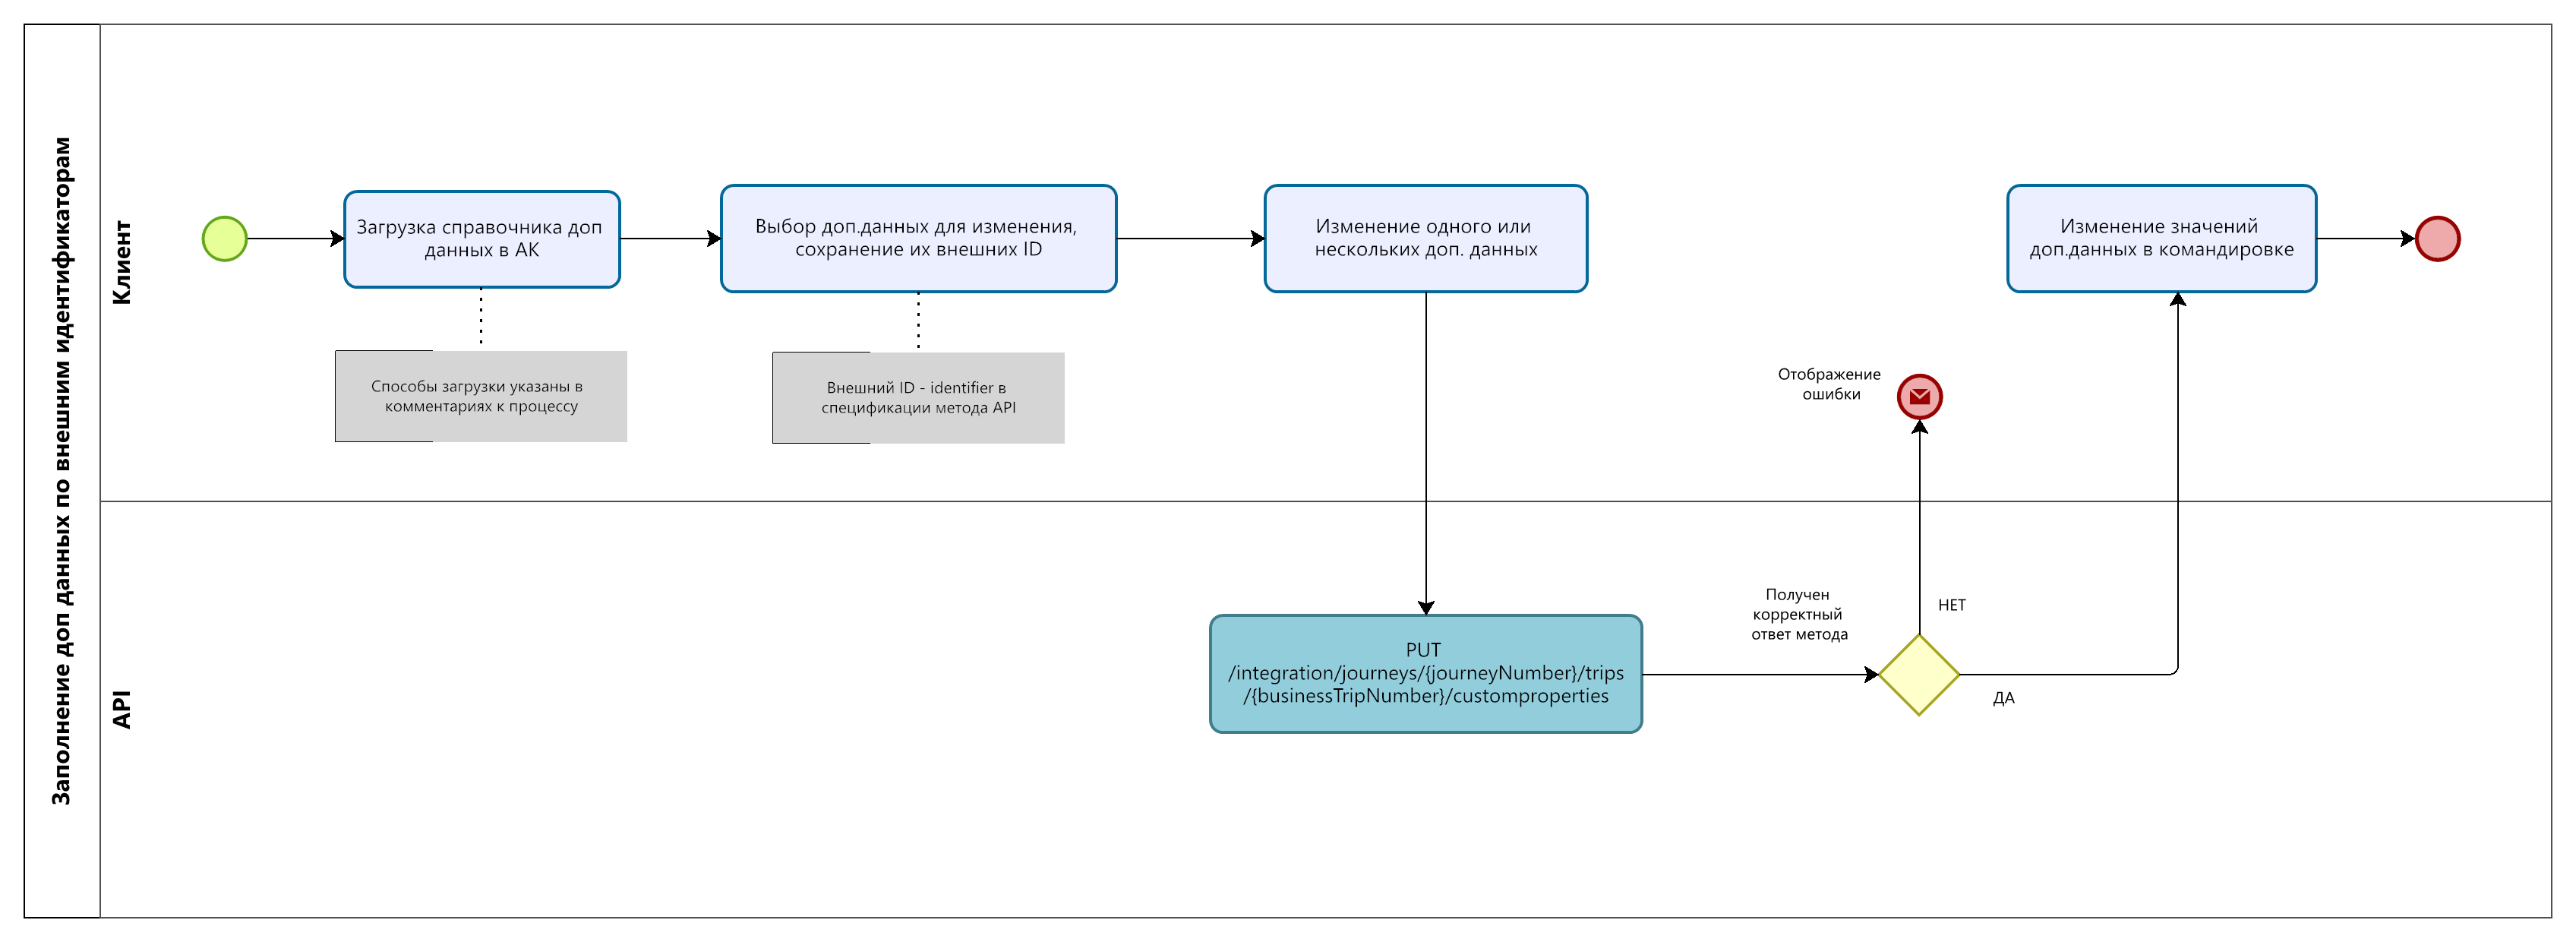 Заполнение доп данных по внешним идентификаторам
Клиент
Загрузка справочника доп
данных в АК
Выбор доп.данных для изменения,
сохранение их внешних ID
Изменение одного или
нескольких доп. данных
Изменение значений
доп.данных в командировке
Способы загрузки указаны в
комментариях к процессу
Внешний ID - identifier в
спецификации метода API
Отображение
ошибки
API
PUT
/integration/journeys/{journeyNumber}/trips
/{businessTripNumber}/customproperties
Получен
корректный
ответ метода
НЕТ
ДА